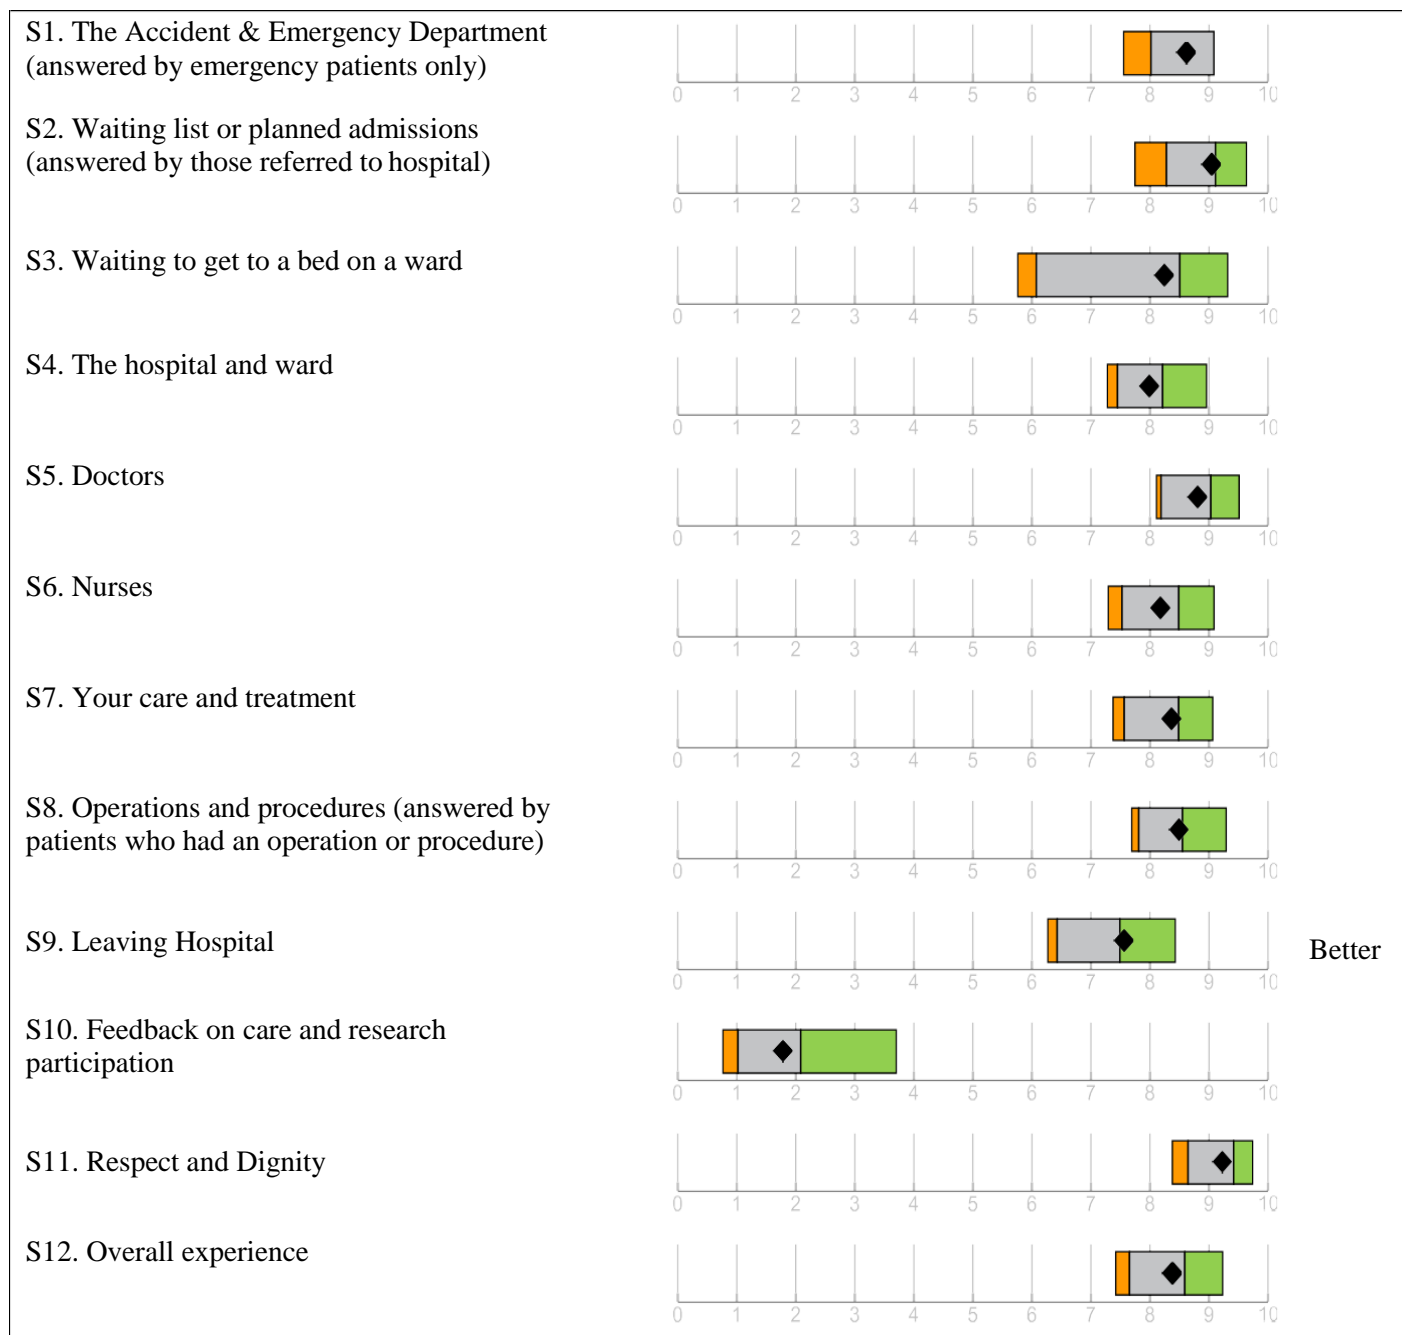 S1. The Accident & Emergency Department
(answered by emergency patients only)
0 1 2 3 4 5 6 7 8 9 10
S2. Waiting list or planned admissions
(answered by those referred to hospital)
0 1 2 3 4 5 6 7 8 9 10
S3. Waiting to get to a bed on a ward
0 1 2 3 4 5 6 7 8 9 10
S4. The hospital and ward
0 1 2 3 4 5 6 7 8 9 10
S5. Doctors
0 1 2 3 4 5 6 7 8 9 10
S6. Nurses
0 1 2 3 4 5 6 7 8 9 10
S7. Your care and treatment
0 1 2 3 4 5 6 7 8 9 10
S8. Operations and procedures (answered by
patients who had an operation or procedure)
0 1 2 3 4 5 6 7 8 9 10
S9. Leaving Hospital
Better
0 1 2 3 4 5 6 7 8 9 10
S10. Feedback on care and research
participation
0 1 2 3 4 5 6 7 8 9 10
S11. Respect and Dignity
0 1 2 3 4 5 6 7 8 9 10
S12. Overall experience
0 1 2 3 4 5 6 7 8 9 10